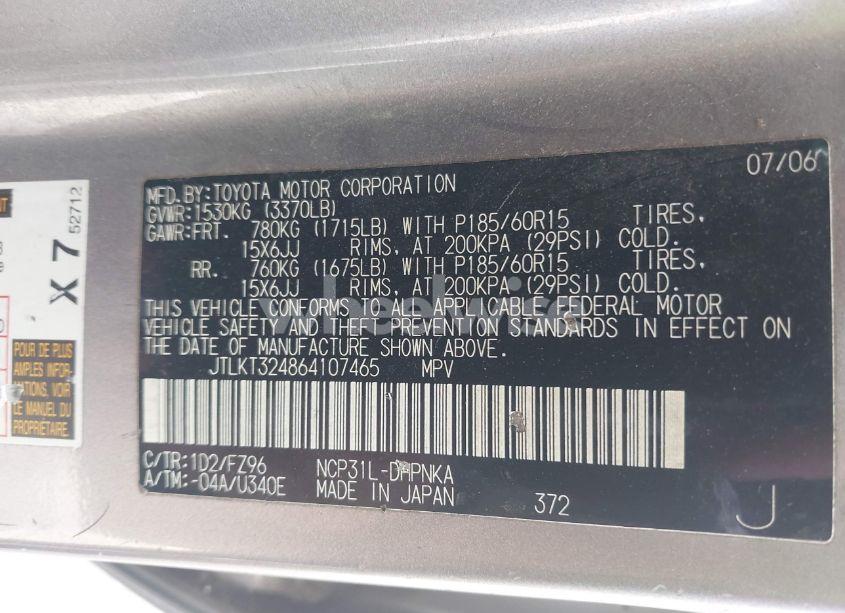 07/06
MFD.BY:TOYOTA MOTOR CORPORATION
GVWR:1530KG (3370LB)
GAWR:FRT. 780KG (1715LB) WITH P185/60R15 TIRES,
15X6JJ RIMS, AT 200KPA (29PSI) COLD.
RR. 760KG (1675LB) WITH P185/60R15 TIRES,
15X6JJ RIMS, AT 200KPA (29PSI) COLD.
THIS VEHICLE CONFORMS TO ALL APPLICABLE FEDERAL MOTOR
VEHICLE SAFETY AND THEFT PREVENTION STANDARDS IN EFFECT ON
THE DATE OF MANUFACTURE SHOWN ABOVE.
JTLKT324864107465 MPV
C/TR:1D2/FZ96 NCP31L-DHPNKA
A/TM:-04A/U340E MADE IN JAPAN 372
J
X 7
52712
POUR DE PLUS
AMPLES INFOR-
MATIONS, VOIR
LE MANUEL DU
PROPRIÉTAIRE.